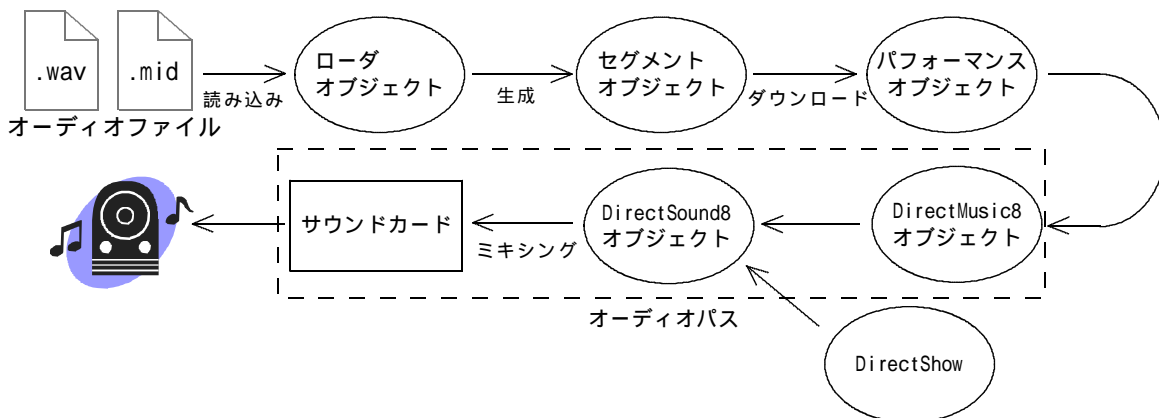 .wav
.mid
オーディオファイル
読み込み
ローダ
オブジェクト
生成
セグメント
オブジェクト
ダウンロード
パフォーマンス
オブジェクト
サウンドカード
ミキシング
DirectSound8
オブジェクト
DirectMusic8
オブジェクト
オーディオパス
DirectShow